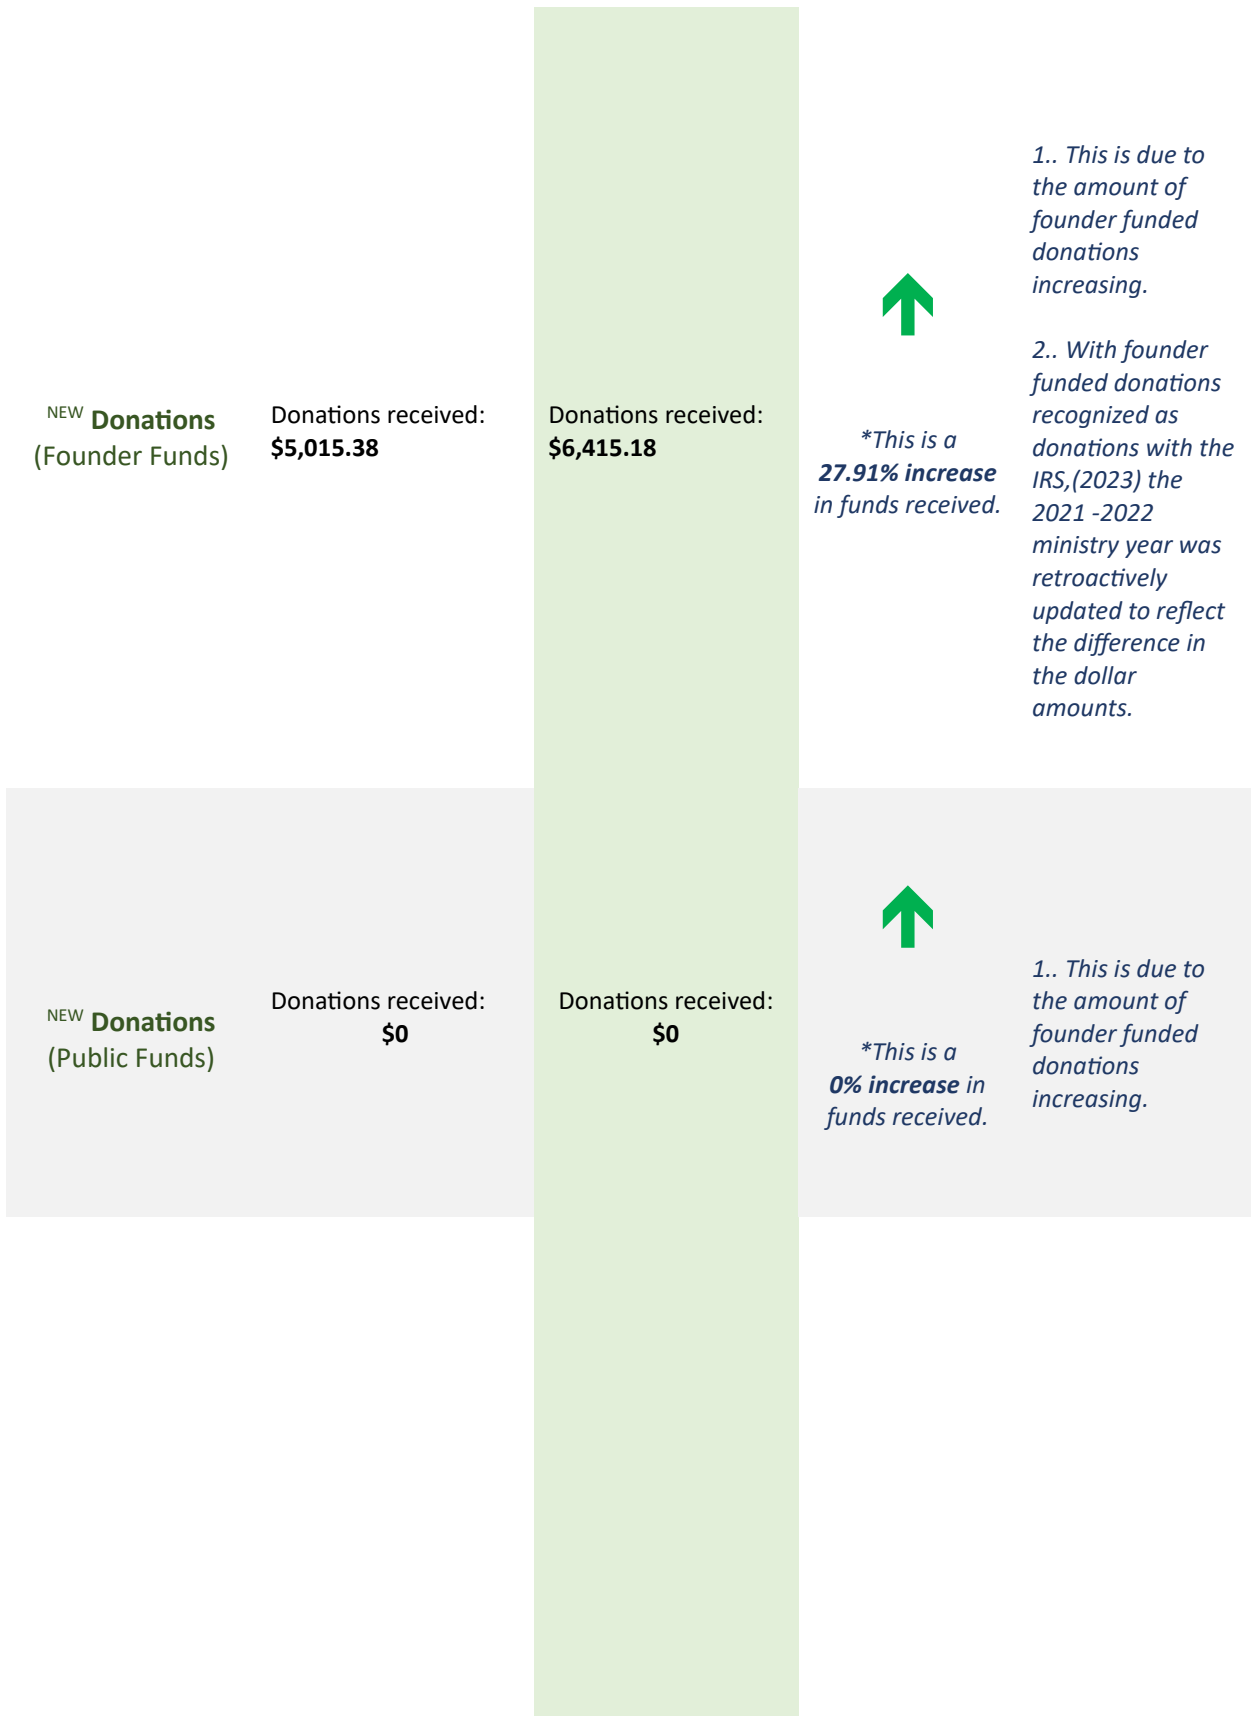 NEW Donations
(Founder Funds)
Donations received:
$5,015.38
Donations received:
$6,415.18
*This is a
27.91% increase
in funds received.
1.. This is due to
the amount of
founder funded
donations
increasing.
2.. With founder
funded donations
recognized as
donations with the
IRS,(2023) the
2021 -2022
ministry year was
retroactively
updated to reflect
the difference in
the dollar
amounts.
NEW Donations
(Public Funds)
Donations received:
$0
Donations received:
$0
*This is a
0% increase in
funds received.
1.. This is due to
the amount of
founder funded
donations
increasing.